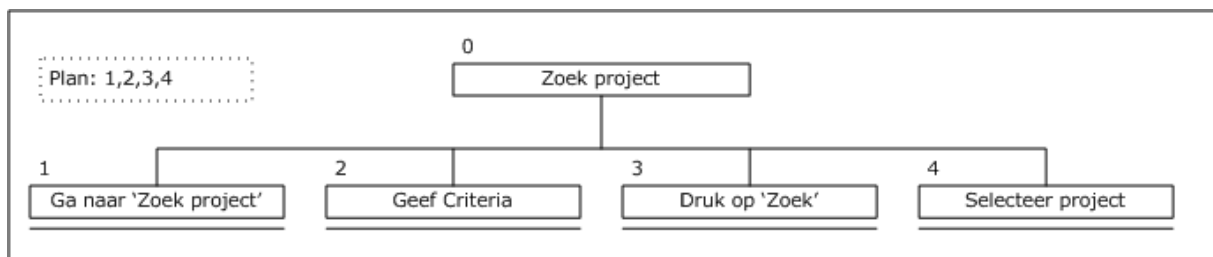 0
Plan: 1,2,3,4
Zoek project
1
2
3
4
Ga naar ‘Zoek project’
Geef Criteria
Druk op ‘Zoek’
Selecteer project